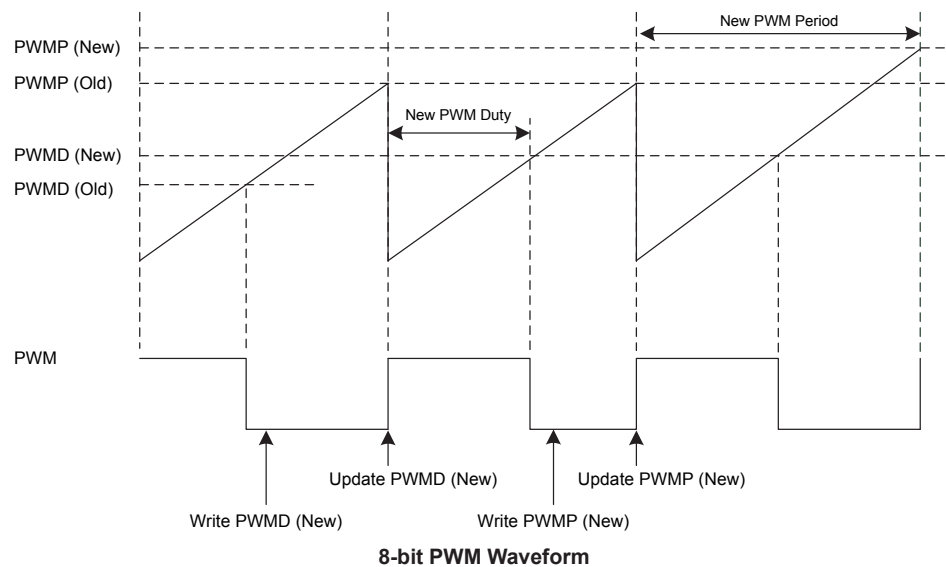 New PWM Period
PWMP (New)
PWMP (Old)
New PWM Duty
PWMD (New)
PWMD (Old)
PWM
Update PWMD (New)
Update PWMP (New)
Write PWMD (New)
Write PWMP (New)
8-bit PWM Waveform